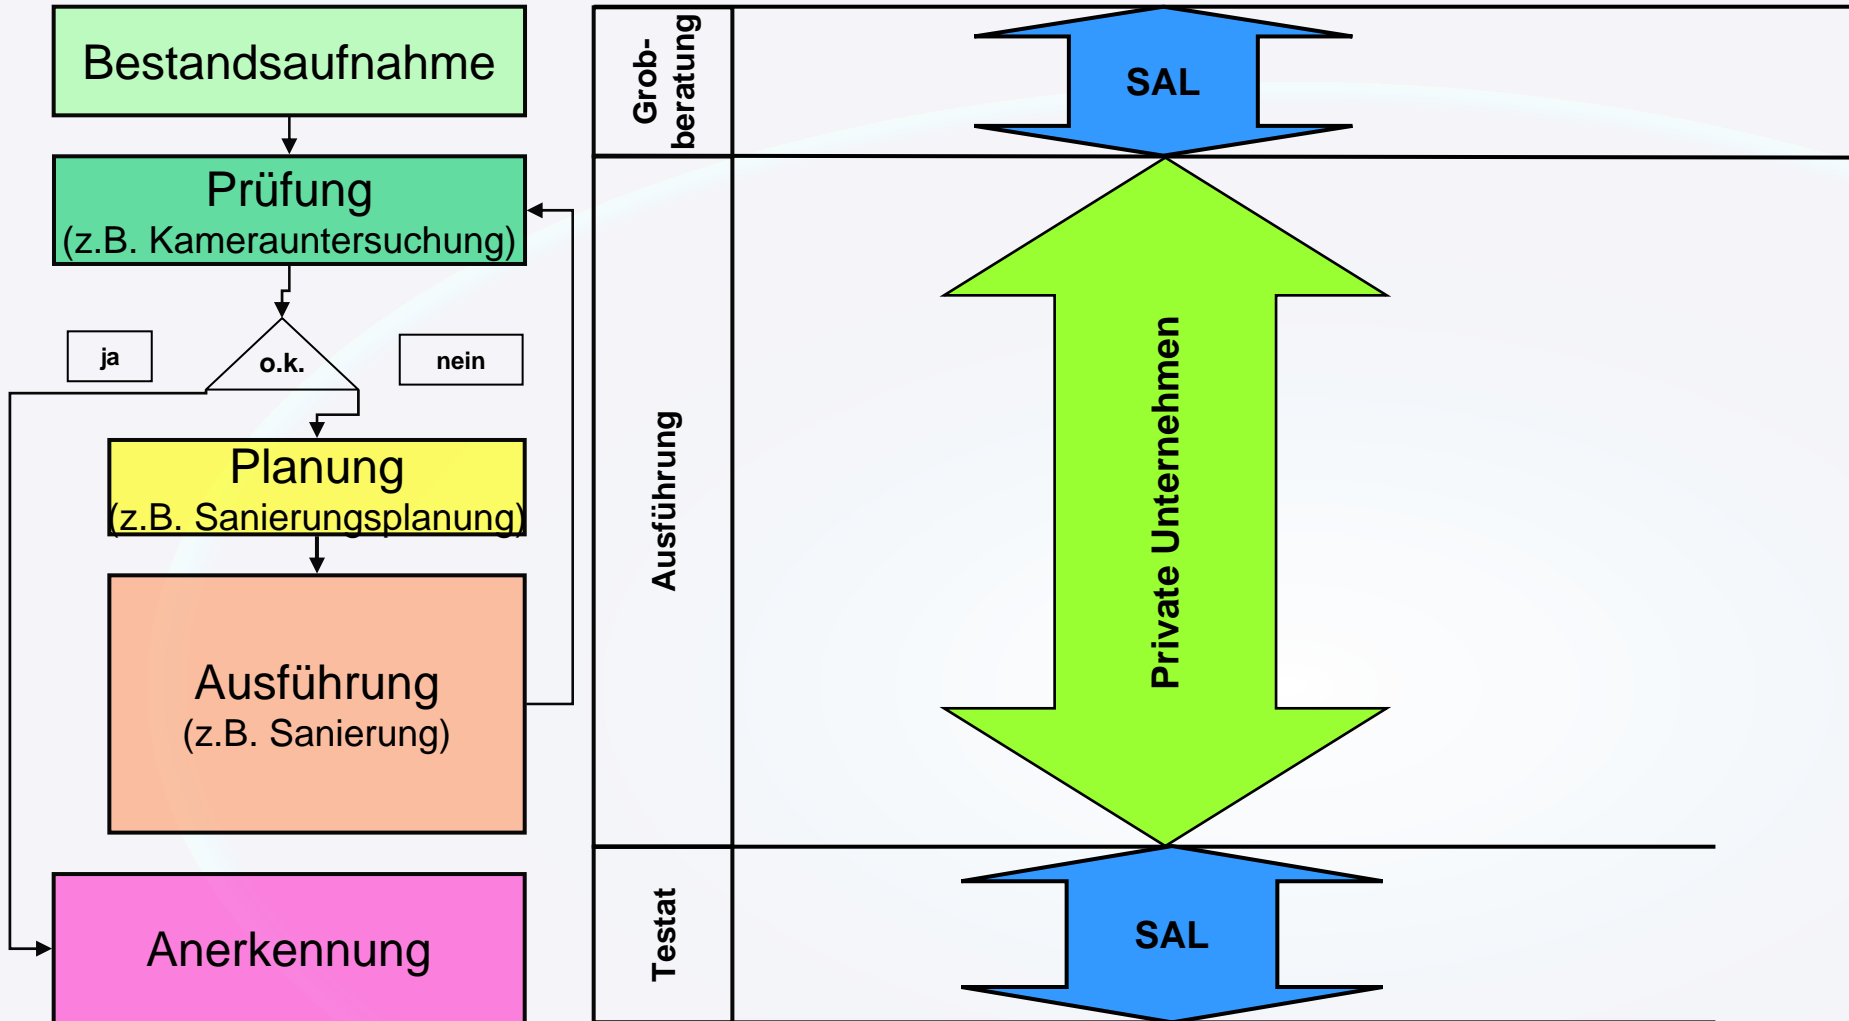 Bestandsaufnahme
Prüfung
(z.B. Kamerauntersuchung)
ja
o.k.
nein
Planung
(z.B. Sanierungsplanung)
Ausführung
(z.B. Sanierung)
Anerkennung
Grob-
beratung
SAL
Ausführung
Private Unternehmen
Testat
SAL